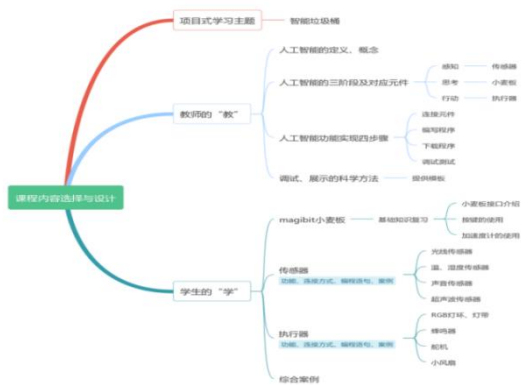 项目式学习主题
智能垃圾桶
人工智能的定义、概念
感知
传感器
人工智能的三阶段及对应元件
思考
小麦板
行动
执行器
教师的“教”
连接元件
编写程序
人工智能功能实现四步骤
下载程序
调试测试
调试、展示的科学方法
提供模板
课程内容选择与设计
小麦板接口介绍
magibit小麦板
基础知识复习
按键的使用
加速度计的使用
光线传感器
传感器
温、湿度传感器
功能、连接方式、编程语句、案例
声音传感器
超声波传感器
学生的“学”
RGB灯环、灯带
执行器
蜂鸣器
功能、连接方式、编程语句、案例
舵机
小风扇
综合案例